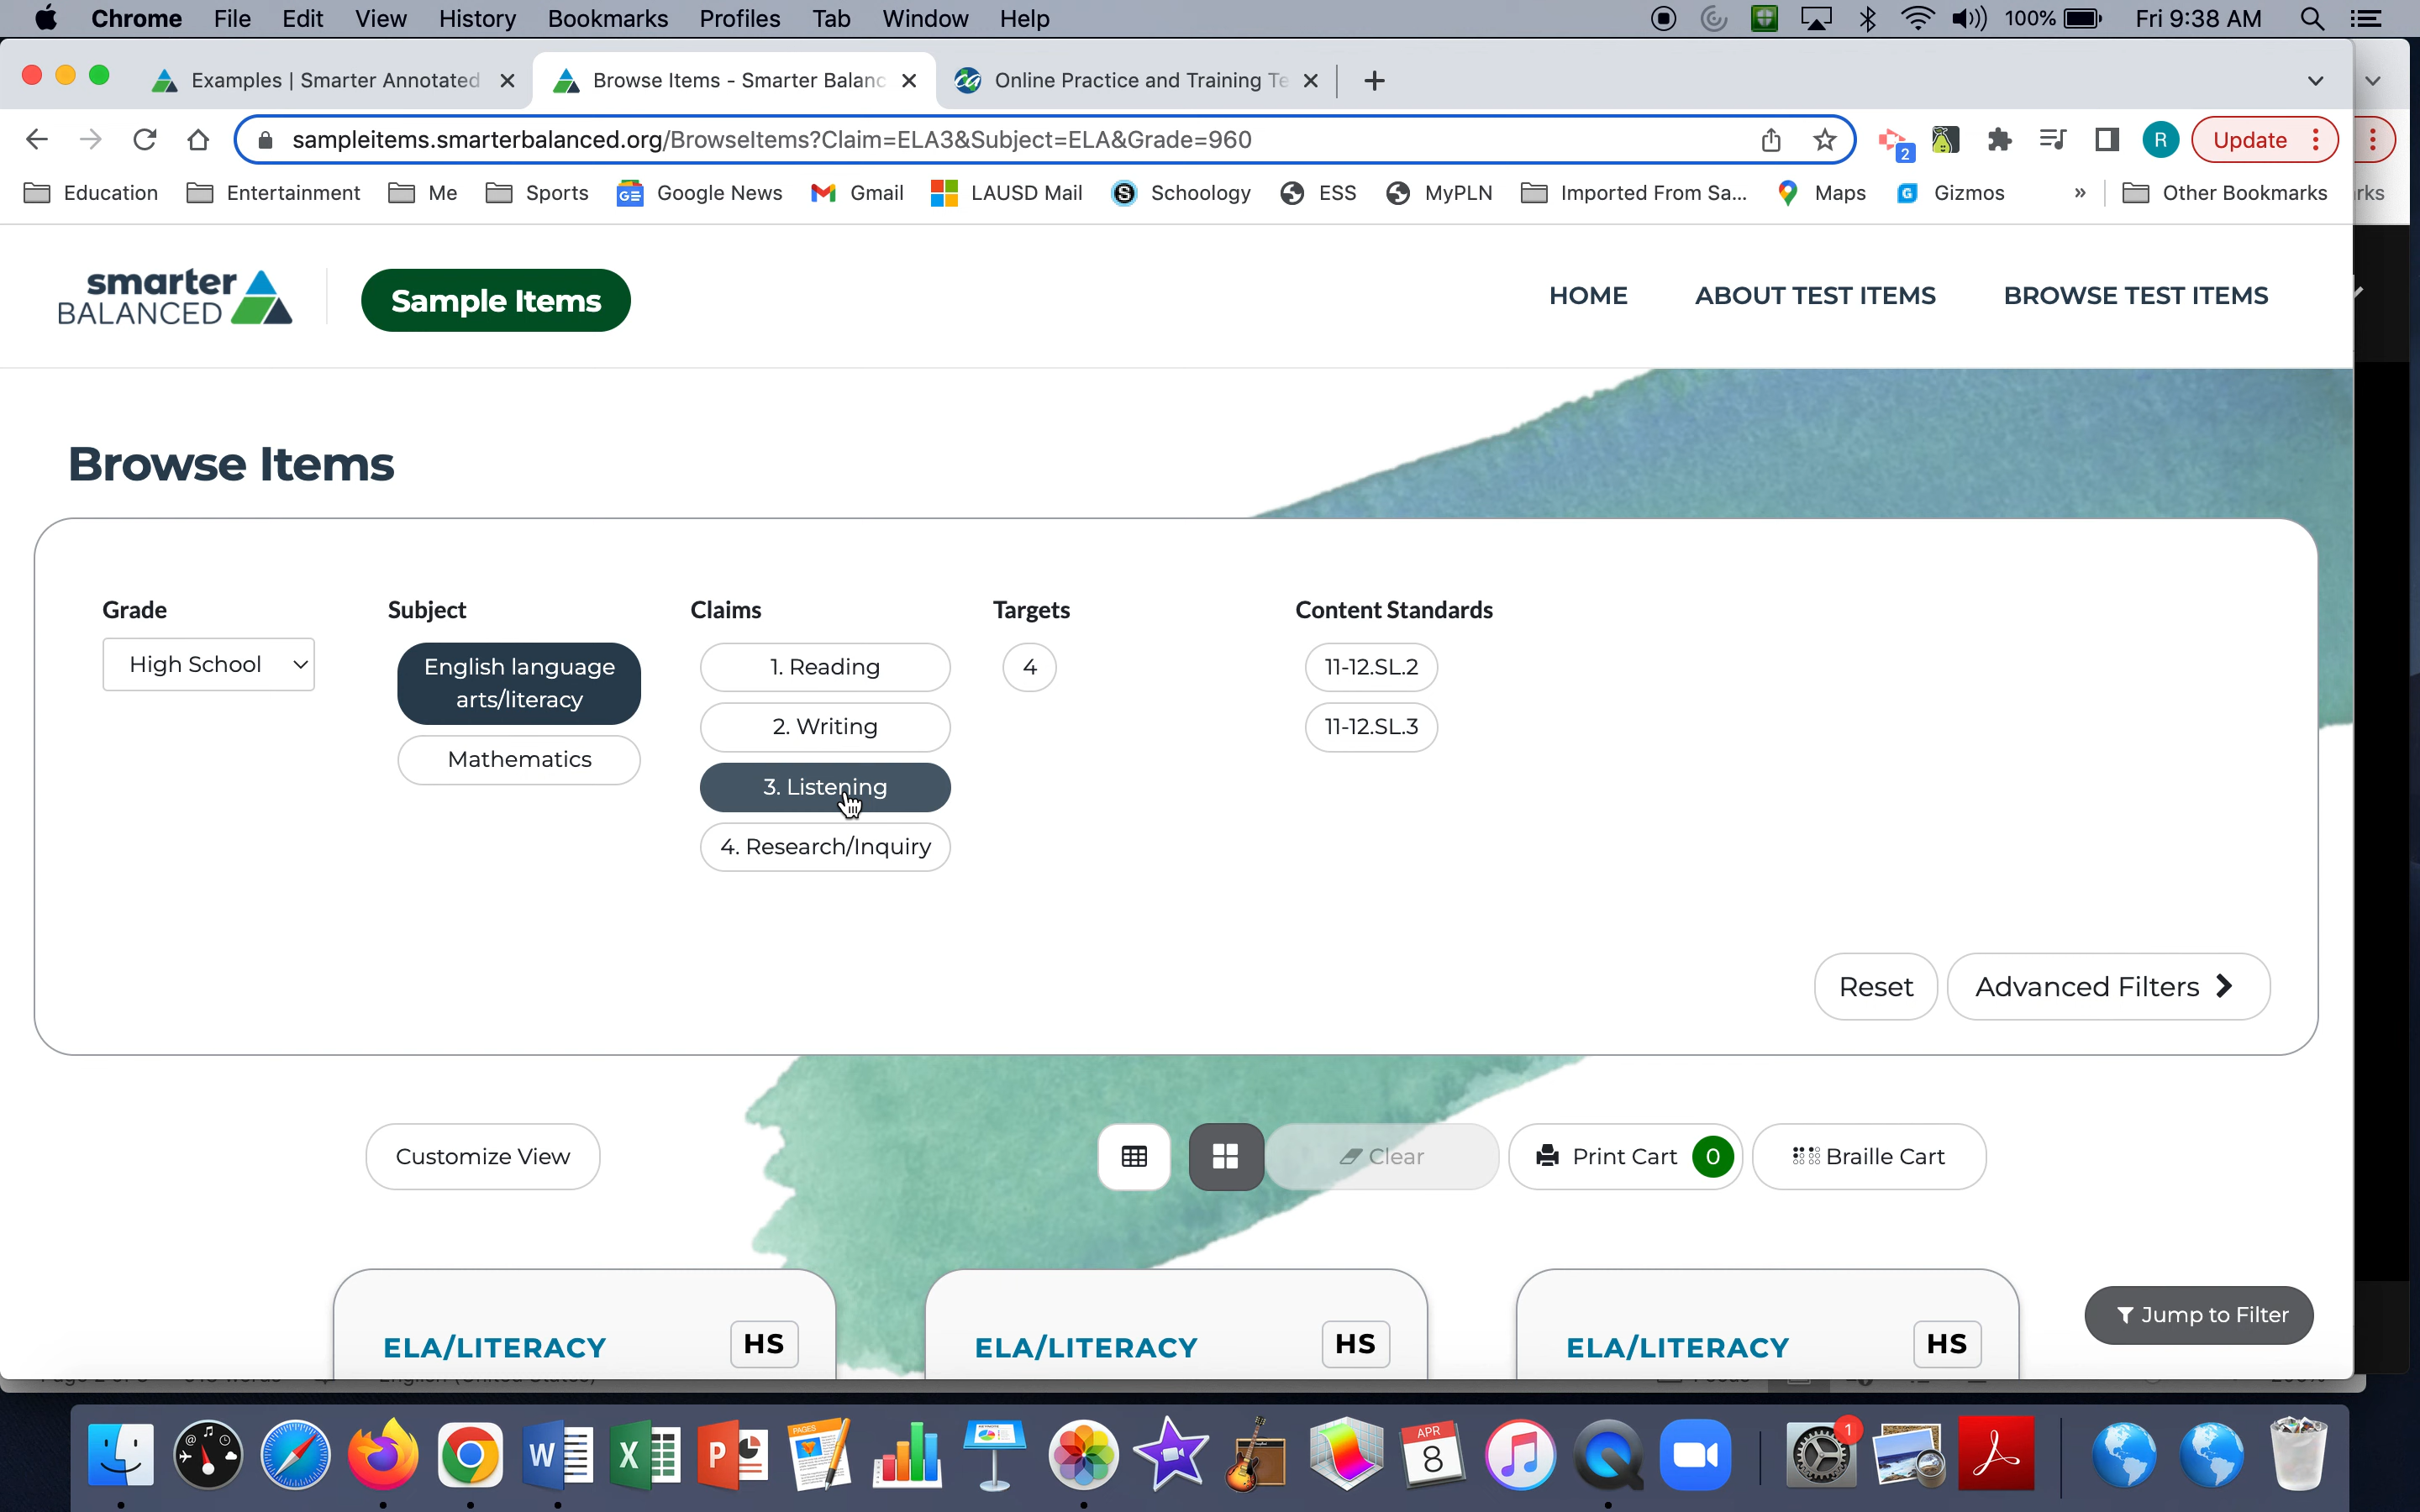 Chrome File Edit View History Bookmarks Profiles Tab Window Help 100% Fri 9:38 AM
Examples | Smarter Annotated Browse Items - Smarter Balanc Online Practice and Training Te
sampleitems.smarterbalanced.org/BrowseItems?Claim=ELA3&Subject=ELA&Grade=960 2 R Update
Education Entertainment Me Sports Google News Gmail LAUSD Mail Schoology ESS MyPLN Imported From Sa... Maps Gizmos » Other Bookmarks rks
smarter
BALANCED
Sample Items HOME ABOUT TEST ITEMS BROWSE TEST ITEMS
Browse Items
Grade Subject Claims Targets Content Standards
High School English language
arts/literacy
1. Reading 4 11-12.SL.2
2. Writing 11-12.SL.3
Mathematics
3. Listening
4. Research/Inquiry
Reset Advanced Filters
Customize View Clear Print Cart 0 Braille Cart
ELA/LITERACY HS ELA/LITERACY HS ELA/LITERACY HS
Jump to Filter
W X P PAGES APR 8 1